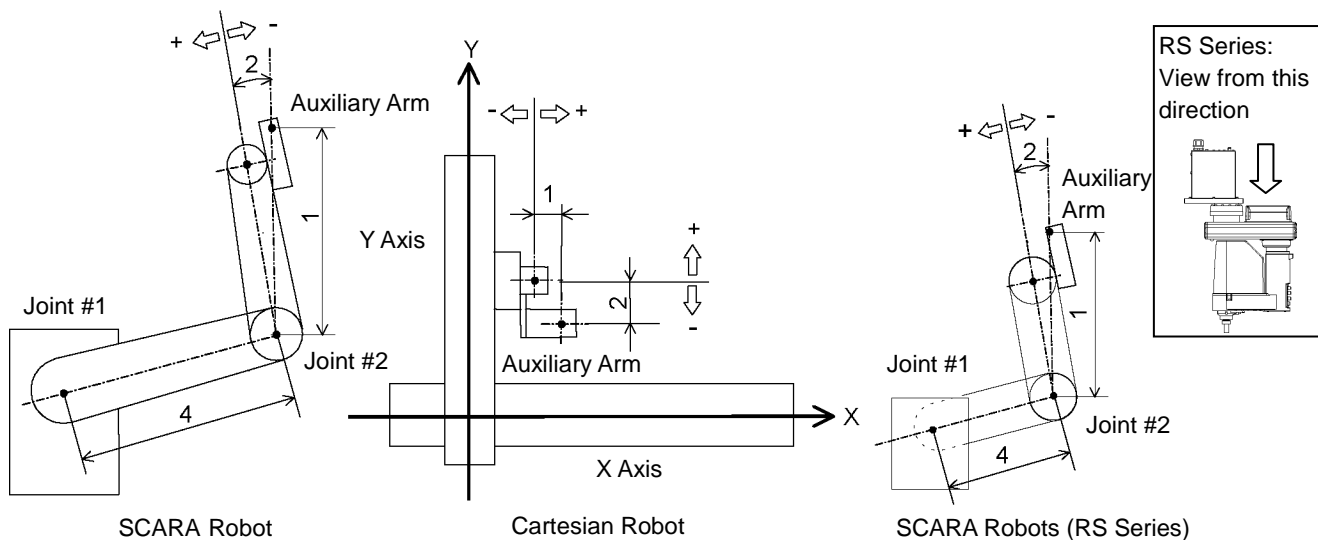 + -
2
Auxiliary Arm
1
Joint #1
Joint #2
4
SCARA Robot
Y
- +
1
Y Axis
+
2
-
Auxiliary Arm
X
X Axis
Cartesian Robot
+ -
2
Auxiliary
Arm
1
Joint #1
Joint #2
4
SCARA Robots (RS Series)
RS Series:
View from this
direction